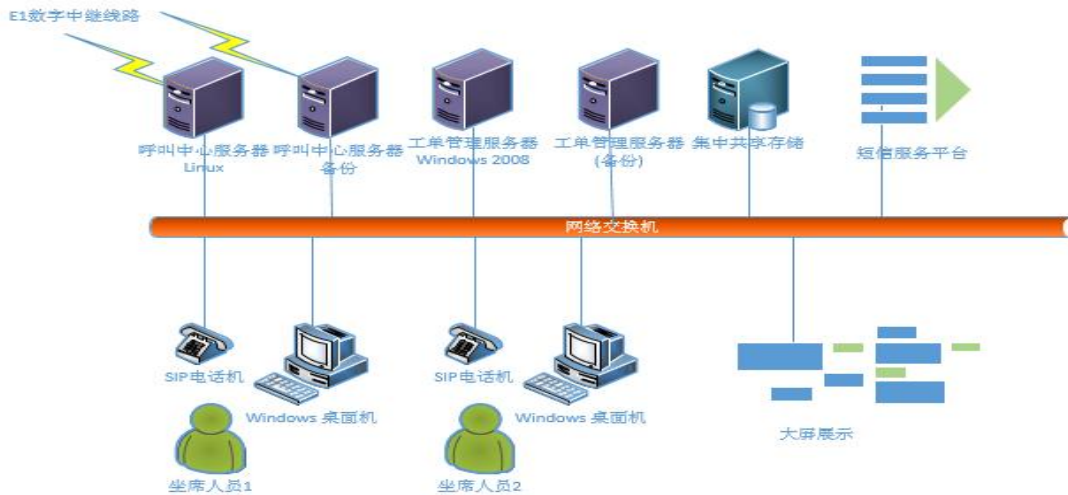 E1数字中继线路
呼叫中心服务器
Linux
呼叫中心服务器
备份
工单管理服务器
Windows 2008
工单管理服务器
(备份)
集中共享存储
短信服务平台
网络交换机
SIP电话机
Windows 桌面机
SIP电话机
Windows 桌面机
大屏展示
坐席人员1
坐席人员2